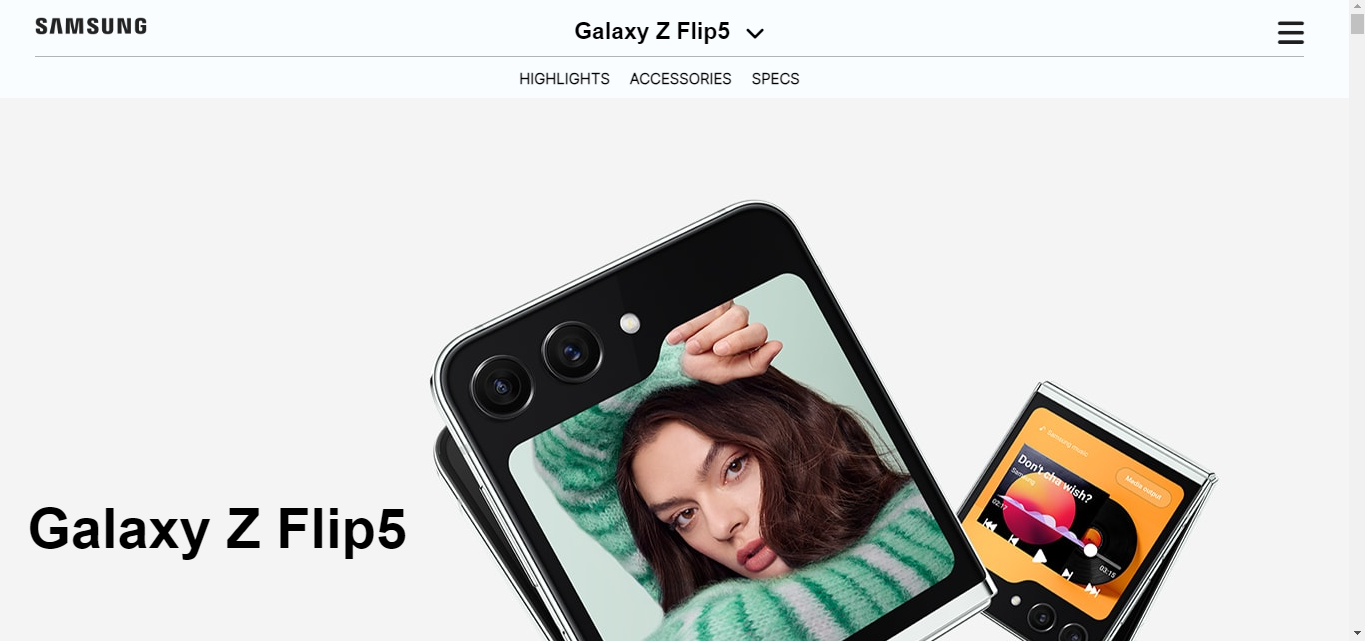 SAMSUNG
Galaxy Z Flip5
HIGHLIGHTS ACCESSORIES SPECS
Galaxy Z Flip5
Samsung music
Don't cha wish?
Samsung
Media output
02:17
03:15